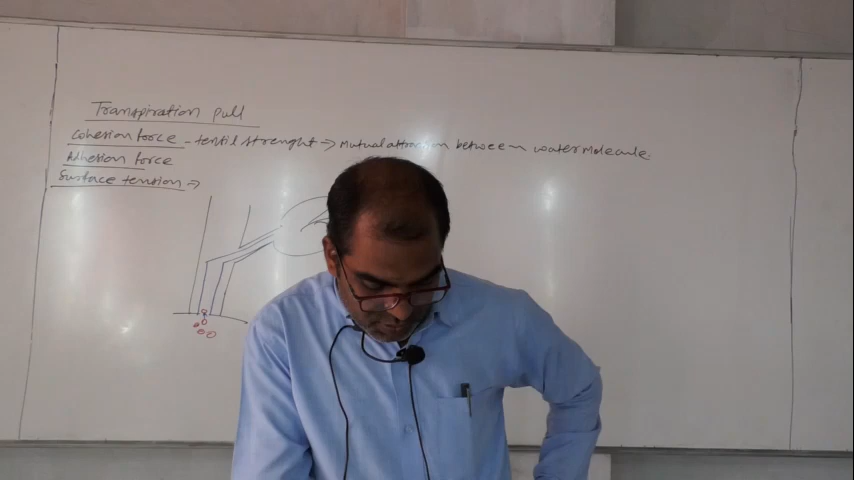 Transpiration pull
Cohesion force - tentil strenght → Mutual attraction between water Molecule.
Adhesion force
Surface tension →